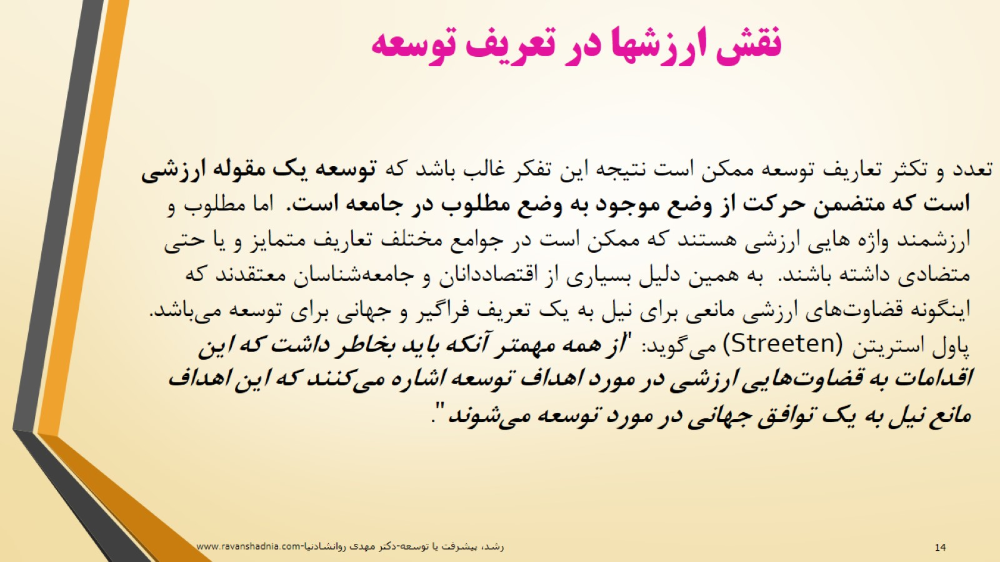 نقش ارزشها در تعریف توسعه
تعدد و تکثر تعاریف توسعه ممکن است نتیجه این تفکر غالب باشد که توسعه یک مقوله ارزشی
است که متضمن حرکت از وضع موجود به وضع مطلوب در جامعه است. اما مطلوب و
ارزشمند واژه هایی ارزشی هستند که ممکن است در جوامع مختلف تعاریف متمایز و یا حتی
متضادی داشته باشند. به همین دلیل بسیاری از اقتصاددانان و جامعه‌شناسان معتقدند که
اینگونه قضاوت‌های ارزشی مانعی برای نیل به یک تعریف فراگیر و جهانی برای توسعه می‌باشد.
پاول استریتن (Streeten) می‌گوید: "از همه مهمتر آنکه باید بخاطر داشت که این
اقدامات به قضاوت‌هایی ارزشی در مورد اهداف توسعه اشاره می‌کنند که این اهداف
مانع نیل به یک توافق جهانی در مورد توسعه می‌شوند".
رشد، پیشرفت یا توسعه-دکتر مهدی روانشادنیا-www.ravanshadnia.com
14